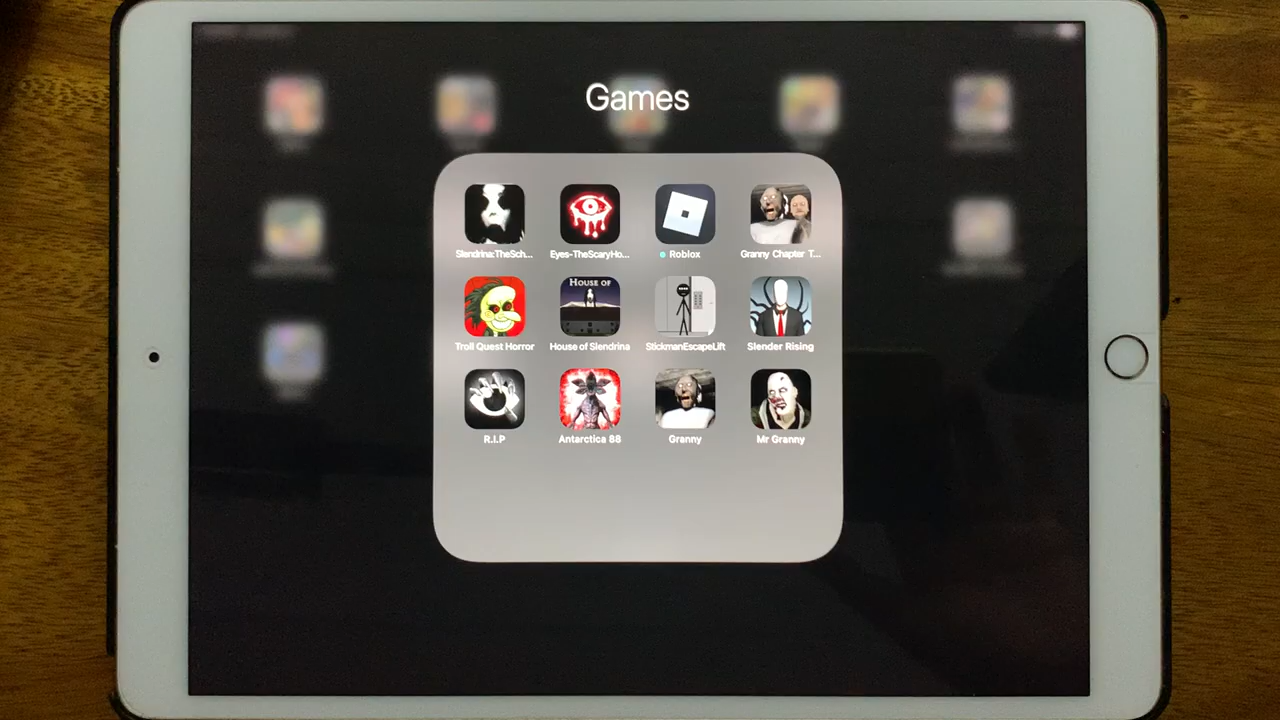 Games
Slendrina:TheSch...
Eyes-TheScaryHo...
Roblox
Granny Chapter T...
HOUSE OF
Troll Quest Horror
House of Slendrina
StickmanEscapeLift
Slender Rising
R.I.P
Antarctica 88
Granny
Mr Granny